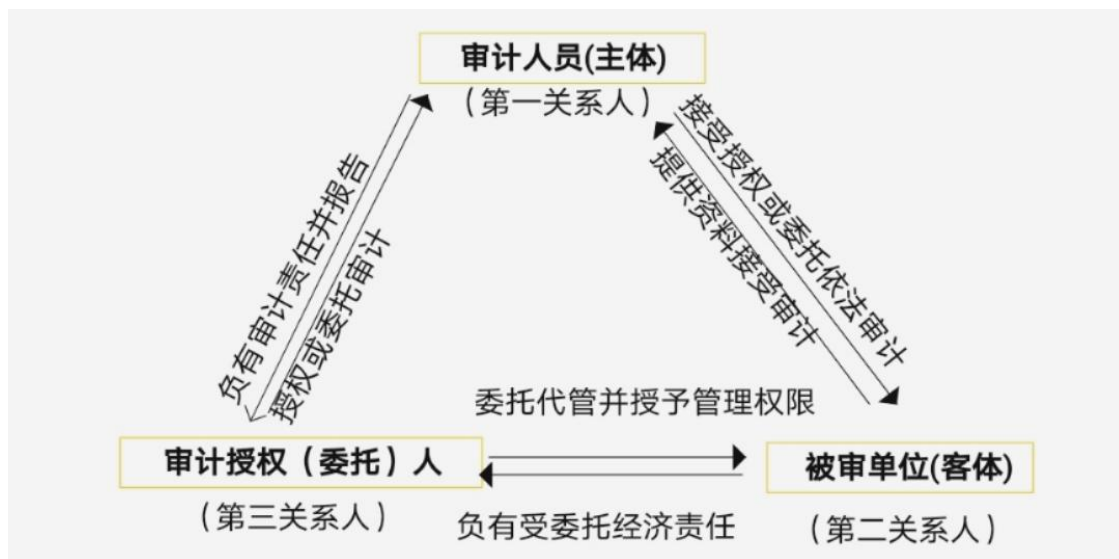 审计人员(主体)
（第一关系人）
负有审计责任并报告
授权或委托审计
接受授权或委托依法审计
提供资料接受审计
委托代管并授予管理权限
审计授权（委托）人
被审单位(客体)
（第三关系人）
负有受委托经济责任
（第二关系人）